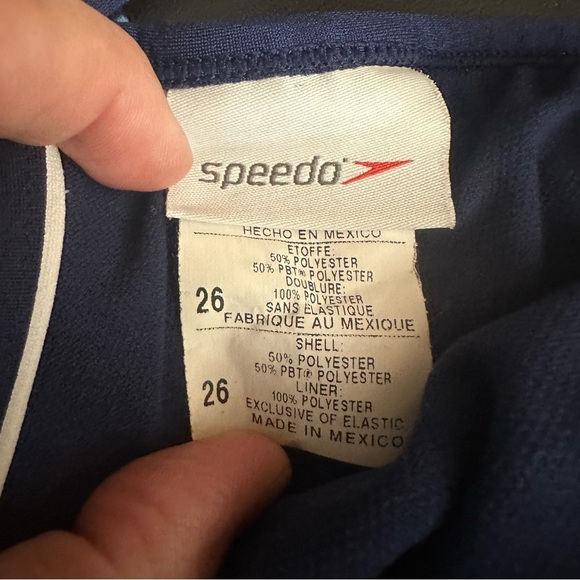 speedo
HECHO EN MEXICO
ETOFFE:
50% POLYESTER
50% PBT® POLYESTER
DOUBLURE:
100% POLYESTER
26
SANS ELASTIQUE
FABRIQUE AU MEXIQUE
SHELL:
50% POLYESTER
50% PBT® POLYESTER
LINER:
26
100% POLYESTER
EXCLUSIVE OF ELASTIC
MADE IN MEXICO